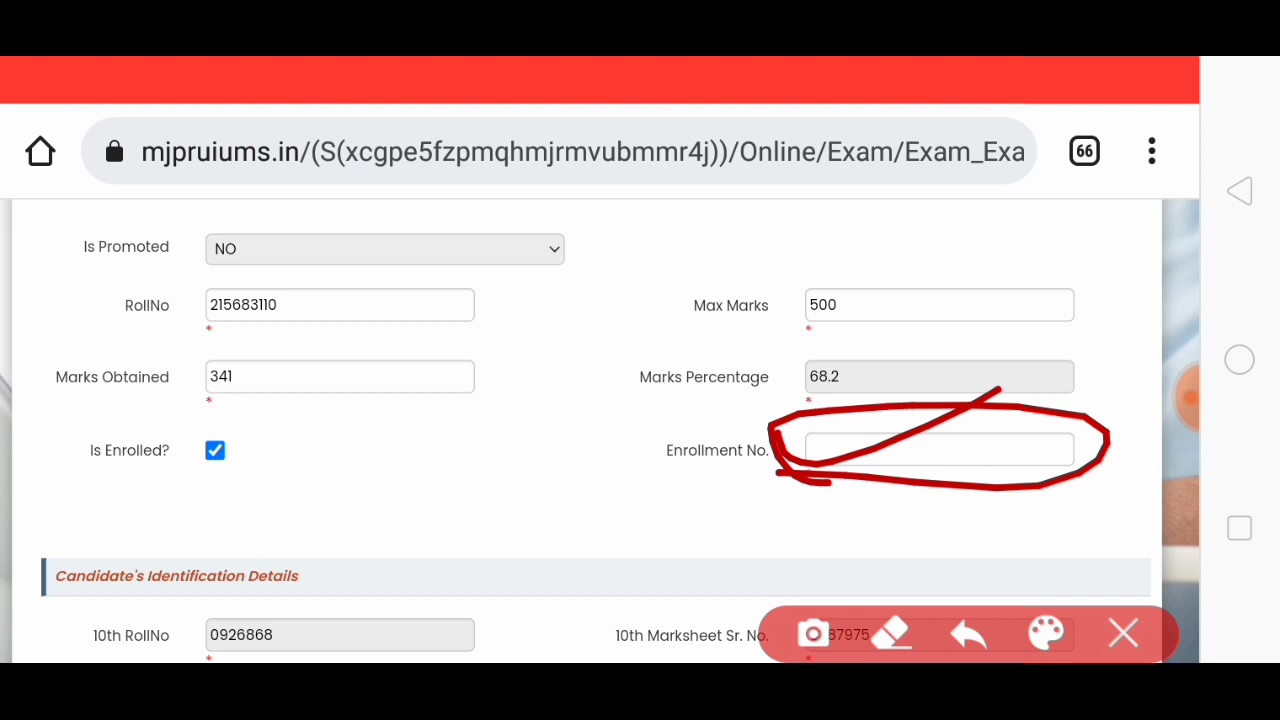 mjpruiums.in/(S(xcgpe5fzpmqhmjrmvubmmr4j))/Online/Exam/Exam_Exa
66
Is Promoted NO
RollNo 215683110 Max Marks 500
* *
Marks Obtained 341 Marks Percentage 68.2
* *
Is Enrolled? Enrollment No.
Candidate's Identification Details
10th RollNo 0926868 10th Marksheet Sr. No. 87975
* *